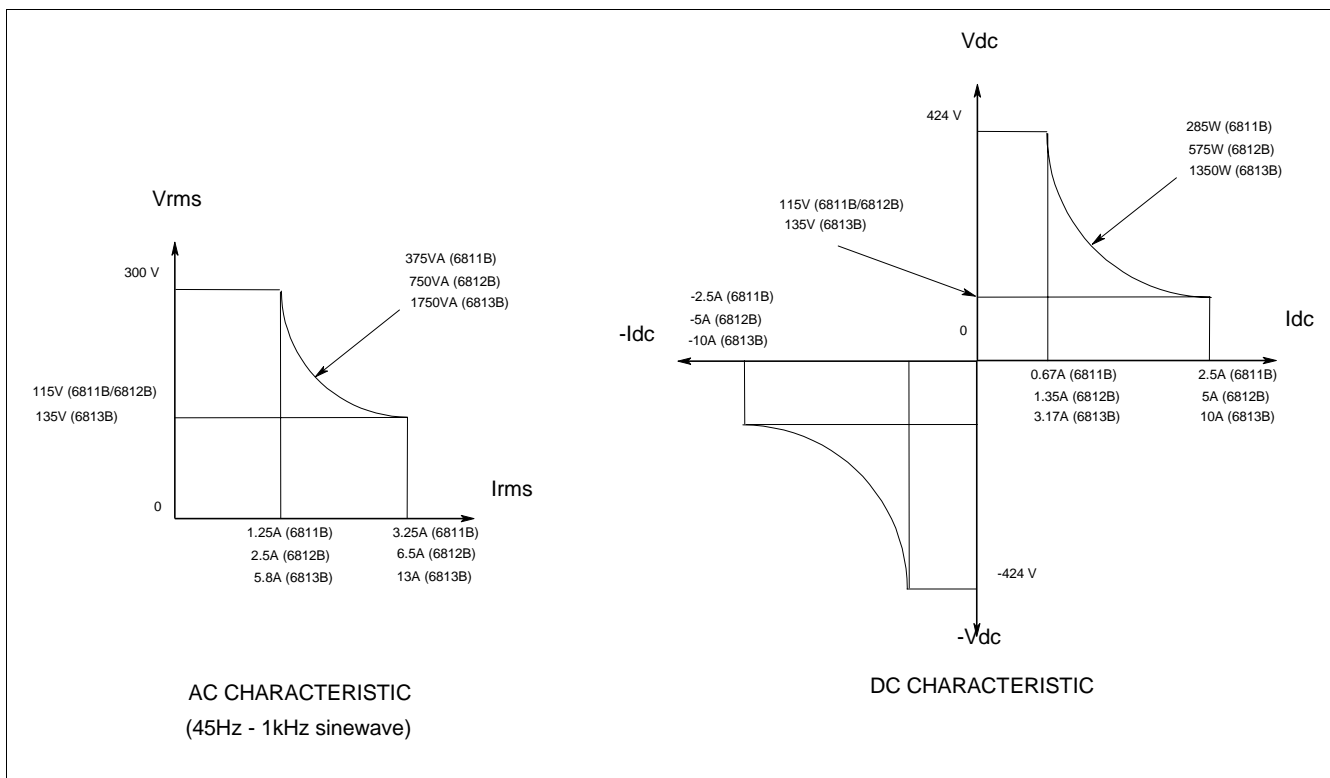 Vrms
300 V
375VA (6811B)
750VA (6812B)
1750VA (6813B)
115V (6811B/6812B)
135V (6813B)
0
Irms
1.25A (6811B)
2.5A (6812B)
5.8A (6813B)
3.25A (6811B)
6.5A (6812B)
13A (6813B)
AC CHARACTERISTIC
(45Hz - 1kHz sinewave)
Vdc
424 V
285W (6811B)
575W (6812B)
1350W (6813B)
115V (6811B/6812B)
135V (6813B)
-2.5A (6811B)
-5A (6812B)
-10A (6813B)
-Idc
0
Idc
0.67A (6811B)
1.35A (6812B)
3.17A (6813B)
2.5A (6811B)
5A (6812B)
10A (6813B)
-424 V
-Vdc
DC CHARACTERISTIC